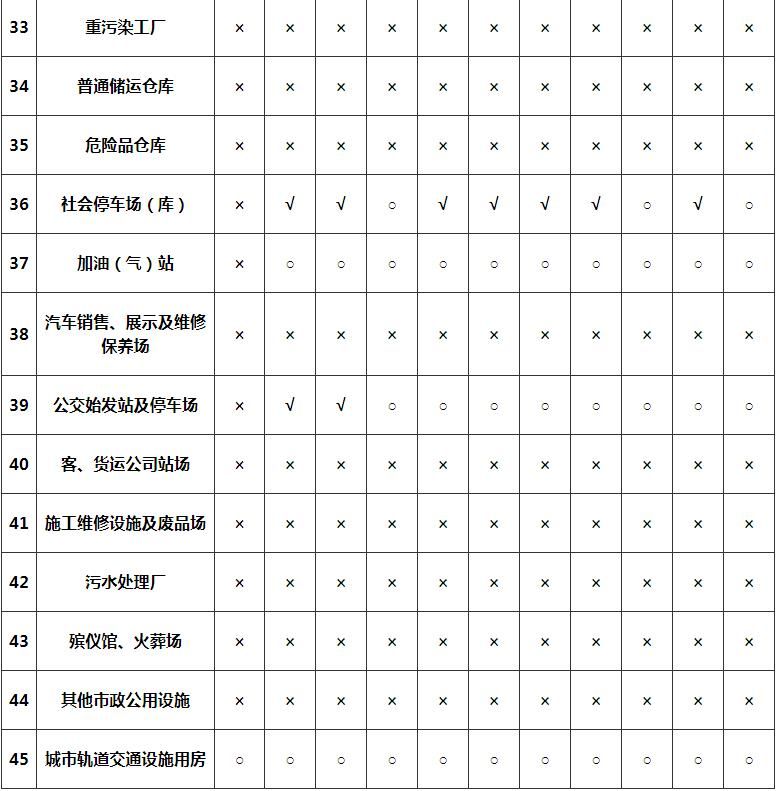 33 重污染工厂 × × × × × × × × × × ×
34 普通储运仓库 × × × × × × × × × × ×
35 危险品仓库 × × × × × × × × × × ×
36 社会停车场（库） × √ √ ○ √ √ √ √ ○ √ ○
37 加油（气）站 × ○ ○ ○ ○ ○ ○ ○ ○ ○ ○
38 汽车销售、展示及维修
保养场 × × × × × × × × × × ×
39 公交始发站及停车场 × √ √ ○ ○ ○ ○ ○ ○ ○ ○
40 客、货运公司站场 × × × × × × × × × × ×
41 施工维修设施及废品场 × × × × × × × × × × ×
42 污水处理厂 × × × × × × × × × × ×
43 殡仪馆、火葬场 × × × × × × × × × × ×
44 其他市政公用设施 × × × × × × × × × × ×
45 城市轨道交通设施用房 ○ ○ ○ ○ ○ ○ ○ ○ ○ ○ ○